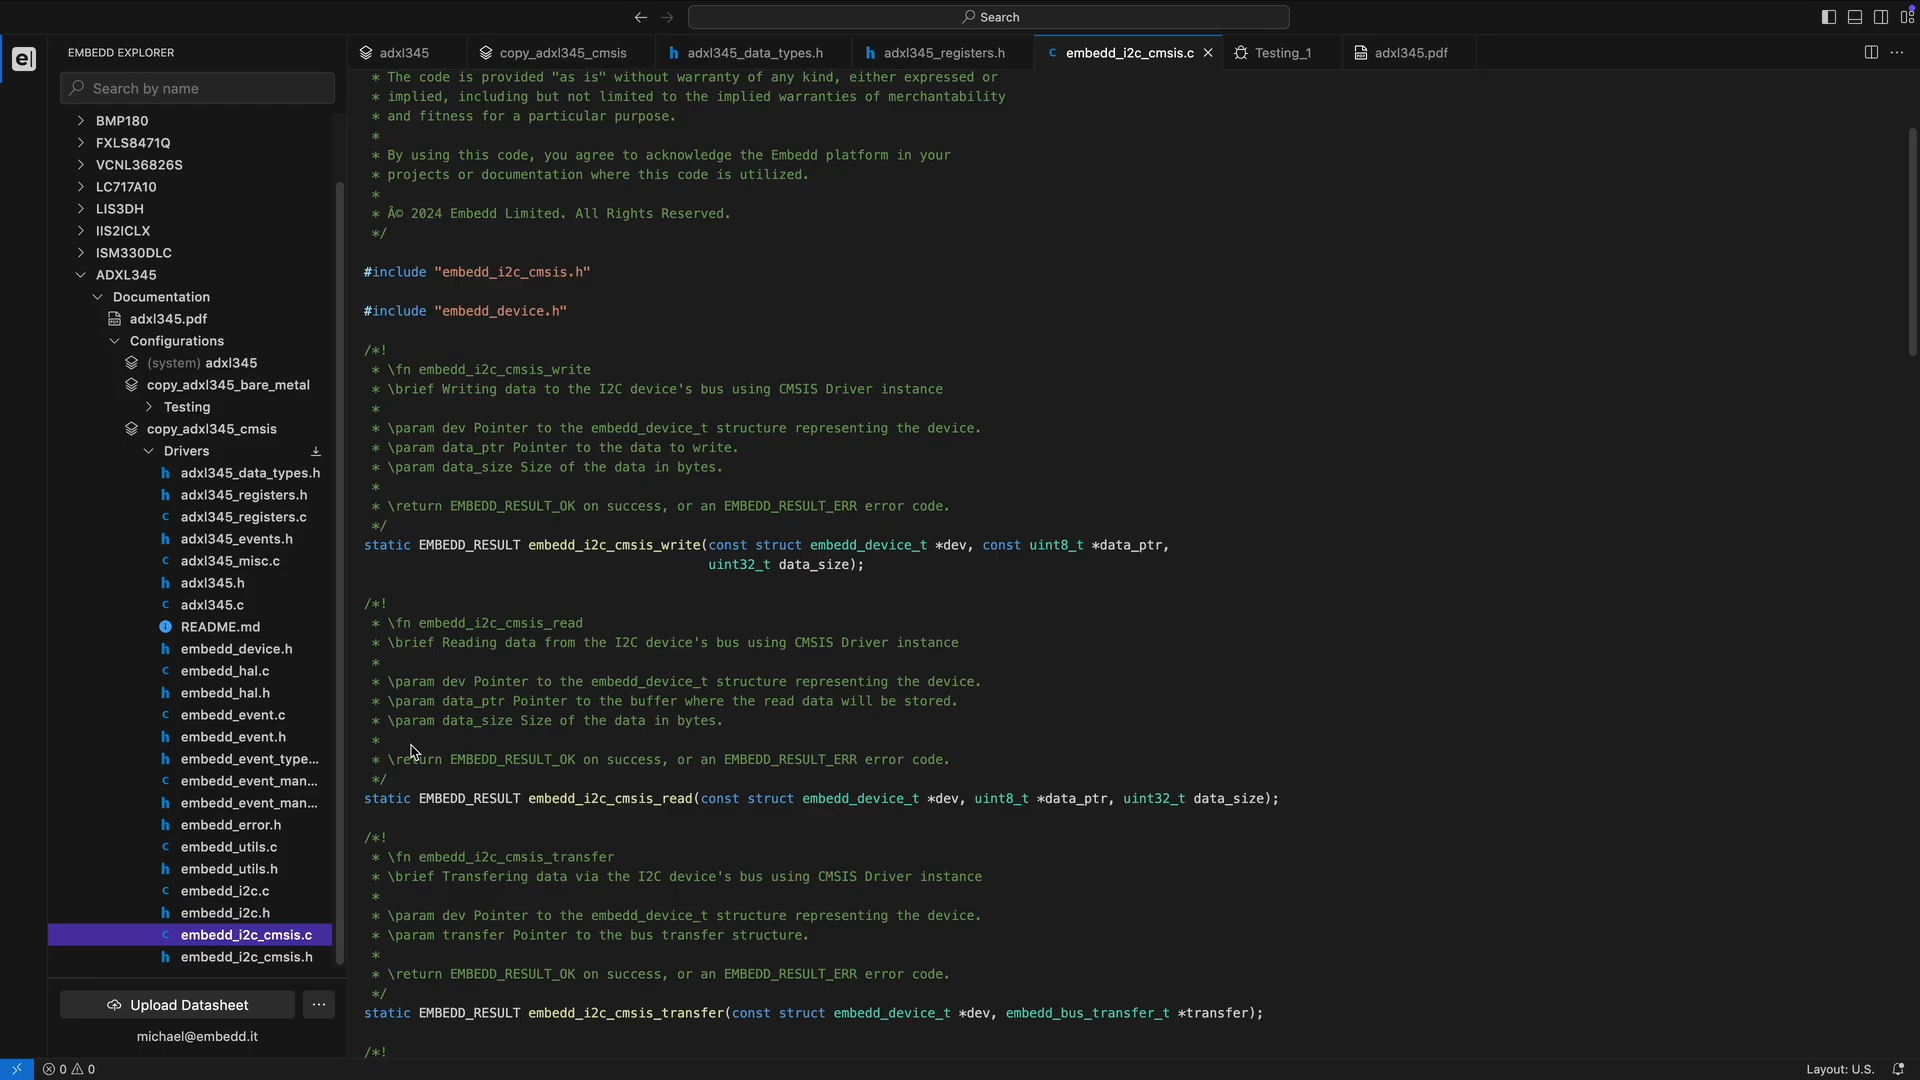 Search
EMBEDD EXPLORER
Search by name
BMP180
FXLS8471Q
VCNL36826S
LC717A10
LIS3DH
IIS2ICLX
ISM330DLC
ADXL345
Documentation
adxl345.pdf
Configurations
(system) adxl345
copy_adxl345_bare_metal
Testing
copy_adxl345_cmsis
Drivers
h adxl345_data_types.h
h adxl345_registers.h
C adxl345_registers.c
h adxl345_events.h
C adxl345_misc.c
h adxl345.h
C adxl345.c
README.md
h embedd_device.h
C embedd_hal.c
h embedd_hal.h
C embedd_event.c
h embedd_event.h
h embedd_event_type...
C embedd_event_man...
h embedd_event_man...
h embedd_error.h
C embedd_utils.c
h embedd_utils.h
C embedd_i2c.c
h embedd_i2c.h
C embedd_i2c_cmsis.c
h embedd_i2c_cmsis.h
Upload Datasheet ...
michael@embedd.it
adxl345
copy_adxl345_cmsis
h adxl345_data_types.h
h adxl345_registers.h
C embedd_i2c_cmsis.c
Testing_1
adxl345.pdf
* The code is provided "as is" without warranty of any kind, either expressed or
* implied, including but not limited to the implied warranties of merchantability
* and fitness for a particular purpose.
*
* By using this code, you agree to acknowledge the Embedd platform in your
* projects or documentation where this code is utilized.
*
* Â© 2024 Embedd Limited. All Rights Reserved.
*/
#include "embedd_i2c_cmsis.h"
#include "embedd_device.h"
/*!
* \fn embedd_i2c_cmsis_write
* \brief Writing data to the I2C device's bus using CMSIS Driver instance
*
* \param dev Pointer to the embedd_device_t structure representing the device.
* \param data_ptr Pointer to the data to write.
* \param data_size Size of the data in bytes.
*
* \return EMBEDD_RESULT_OK on success, or an EMBEDD_RESULT_ERR error code.
*/
static EMBEDD_RESULT embedd_i2c_cmsis_write(const struct embedd_device_t *dev, const uint8_t *data_ptr,
uint32_t data_size);
/*!
* \fn embedd_i2c_cmsis_read
* \brief Reading data from the I2C device's bus using CMSIS Driver instance
*
* \param dev Pointer to the embedd_device_t structure representing the device.
* \param data_ptr Pointer to the buffer where the read data will be stored.
* \param data_size Size of the data in bytes.
*
* \return EMBEDD_RESULT_OK on success, or an EMBEDD_RESULT_ERR error code.
*/
static EMBEDD_RESULT embedd_i2c_cmsis_read(const struct embedd_device_t *dev, uint8_t *data_ptr, uint32_t data_size);
/*!
* \fn embedd_i2c_cmsis_transfer
* \brief Transfering data via the I2C device's bus using CMSIS Driver instance
*
* \param dev Pointer to the embedd_device_t structure representing the device.
* \param transfer Pointer to the bus transfer structure.
*
* \return EMBEDD_RESULT_OK on success, or an EMBEDD_RESULT_ERR error code.
*/
static EMBEDD_RESULT embedd_i2c_cmsis_transfer(const struct embedd_device_t *dev, embedd_bus_transfer_t *transfer);
/*!
0 0
Layout: U.S.